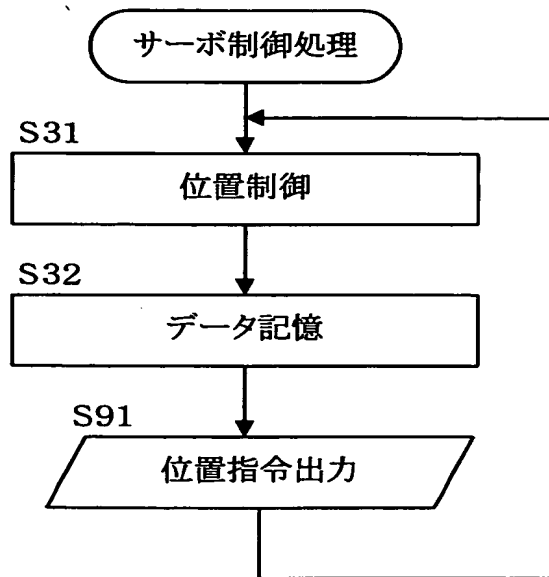 サーボ制御処理
S31
位置制御
S32
データ記憶
S91
位置指令出力